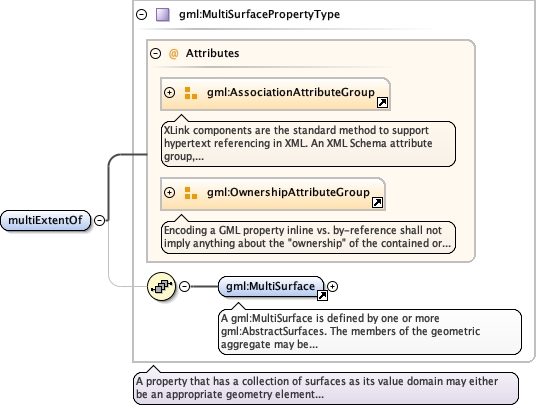 gml:MultiSurfacePropertyType
@ Attributes
gml:AssociationAttributeGroup
XLink components are the standard method to support
hypertext referencing in XML. An XML Schema attribute
group,...
gml:OwnershipAttributeGroup
Encoding a GML property inline vs. by-reference shall not
imply anything about the "ownership" of the contained or...
multiExtentOf
gml:MultiSurface
A gml:MultiSurface is defined by one or more
gml:AbstractSurfaces. The members of the geometric
aggregate may be...
A property that has a collection of surfaces as its value domain may either
be an appropriate geometry element...